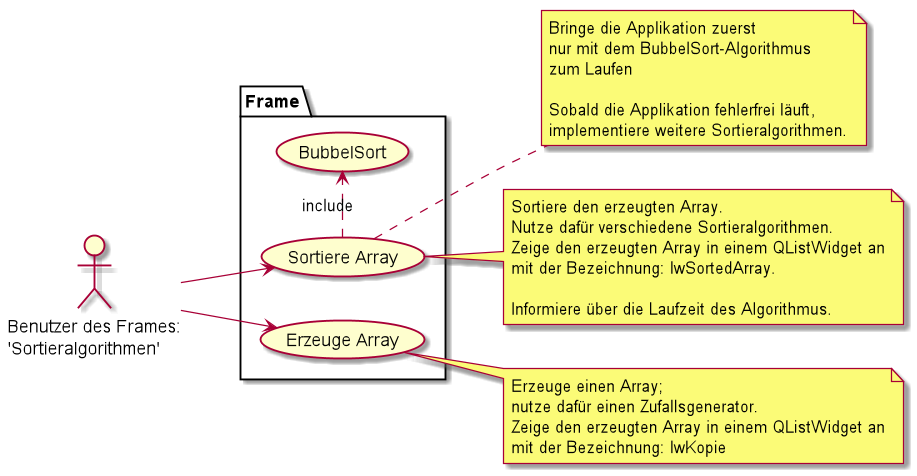 Bringe die Applikation zuerst
nur mit dem BubbelSort-Algorithmus
zum Laufen
Sobald die Applikation fehlerfrei läuft,
implementiere weitere Sortieralgorithmen.
Frame
BubbelSort
include
Sortiere Array
Erzeuge Array
Benutzer des Frames:
'Sortieralgorithmen'
Sortiere den erzeugten Array.
Nutze dafür verschiedene Sortieralgorithmen.
Zeige den erzeugten Array in einem QListWidget an
mit der Bezeichnung: lwSortedArray.
Informiere über die Laufzeit des Algorithmus.
Erzeuge einen Array;
nutze dafür einen Zufallsgenerator.
Zeige den erzeugten Array in einem QListWidget an
mit der Bezeichnung: lwKopie